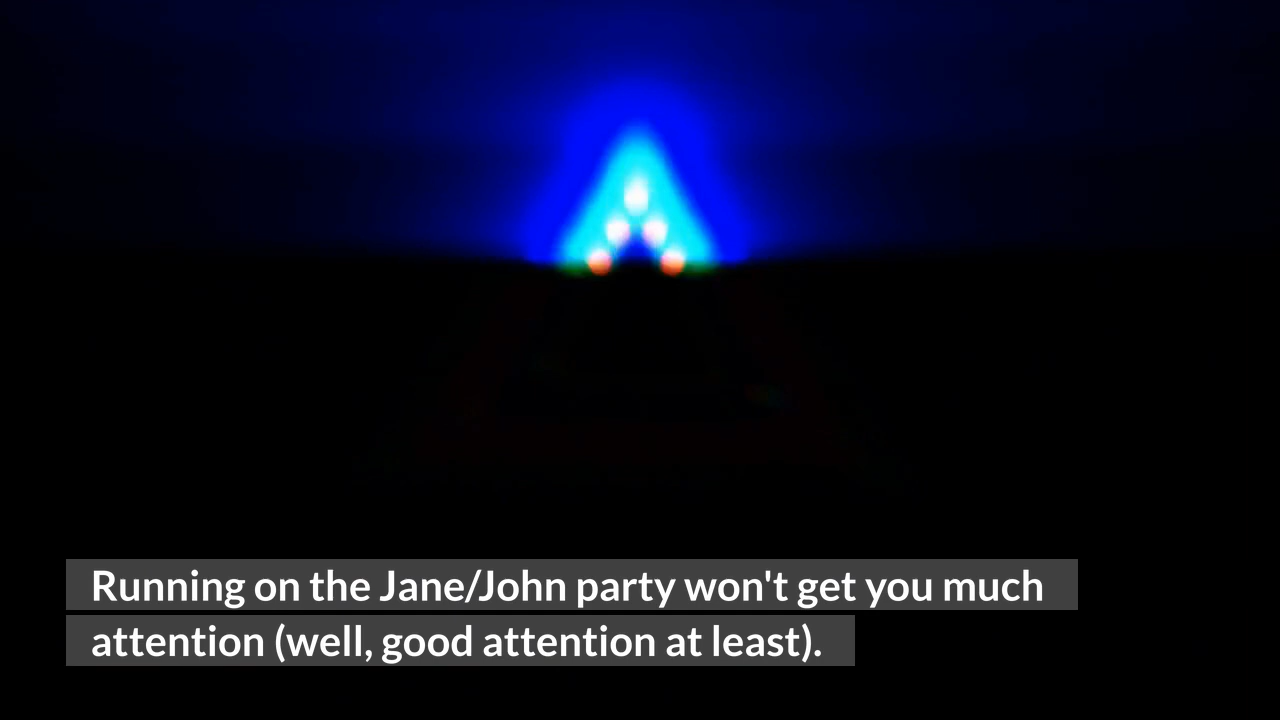 Running on the Jane/John party won't get you much
attention (well, good attention at least).